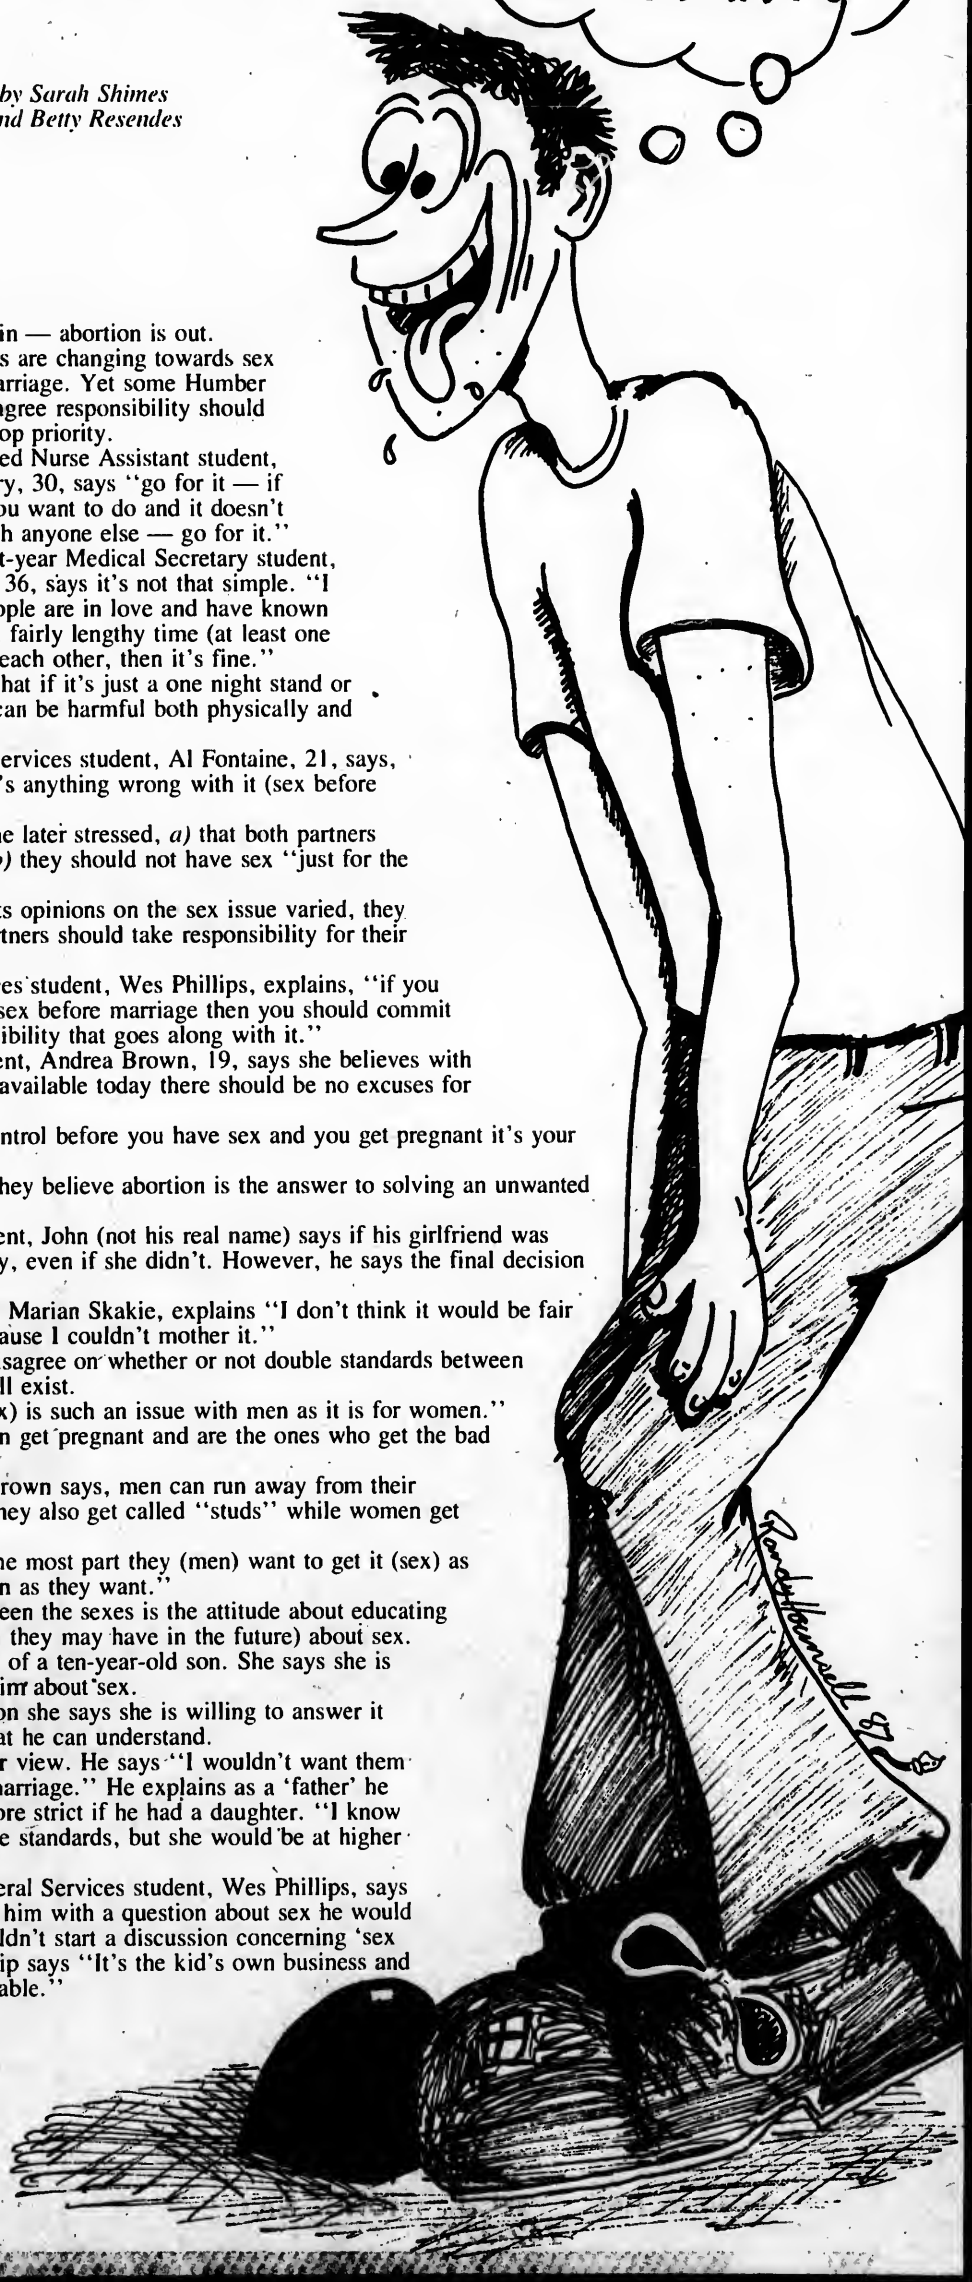 by Sarah Shimes
nd Betty Resendes
in — abortion is out.
s are changing towards sex
arriage. Yet some Humber
agree responsibility should
op priority.
ed Nurse Assistant student,
ry, 30, says “go for it — if
ou want to do and it doesn't
h anyone else — go for it.”
t-year Medical Secretary student,
36, says it's not that simple. “I
ople are in love and have known
fairly lengthy time (at least one
each other, then it's fine.”
hat if it's just a one night stand or
can be harmful both physically and
ervices student, Al Fontaine, 21, says,
's anything wrong with it (sex before
he later stressed, a) that both partners
b) they should not have sex “just for the
ts opinions on the sex issue varied, they
rtners should take responsibility for their
es student, Wes Phillips, explains, “if you
sex before marriage then you should commit
ibility that goes along with it.”
ent, Andrea Brown, 19, says she believes with
available today there should be no excuses for
ntrol before you have sex and you get pregnant it's your
hey believe abortion is the answer to solving an unwanted
ent, John (not his real name) says if his girlfriend was
y, even if she didn't. However, he says the final decision
Marian Skakie, explains “I don't think it would be fair
ause I couldn't mother it.”
sagree on whether or not double standards between
ll exist.
x) is such an issue with men as it is for women.”
n get pregnant and are the ones who get the bad
rown says, men can run away from their
hey also get called “studs” while women get
he most part they (men) want to get it (sex) as
n as they want.”
een the sexes is the attitude about educating
they may have in the future) about sex.
of a ten-year-old son. She says she is
im about sex.
on she says she is willing to answer it
at he can understand.
r view. He says “I wouldn't want them
marriage.” He explains as a ‘father’ he
ore strict if he had a daughter. “I know
e standards, but she would be at higher
eral Services student, Wes Phillips, says
him with a question about sex he would
ldn't start a discussion concerning ‘sex
ip says “It's the kid's own business and
able.”
Randy Hounsell 87